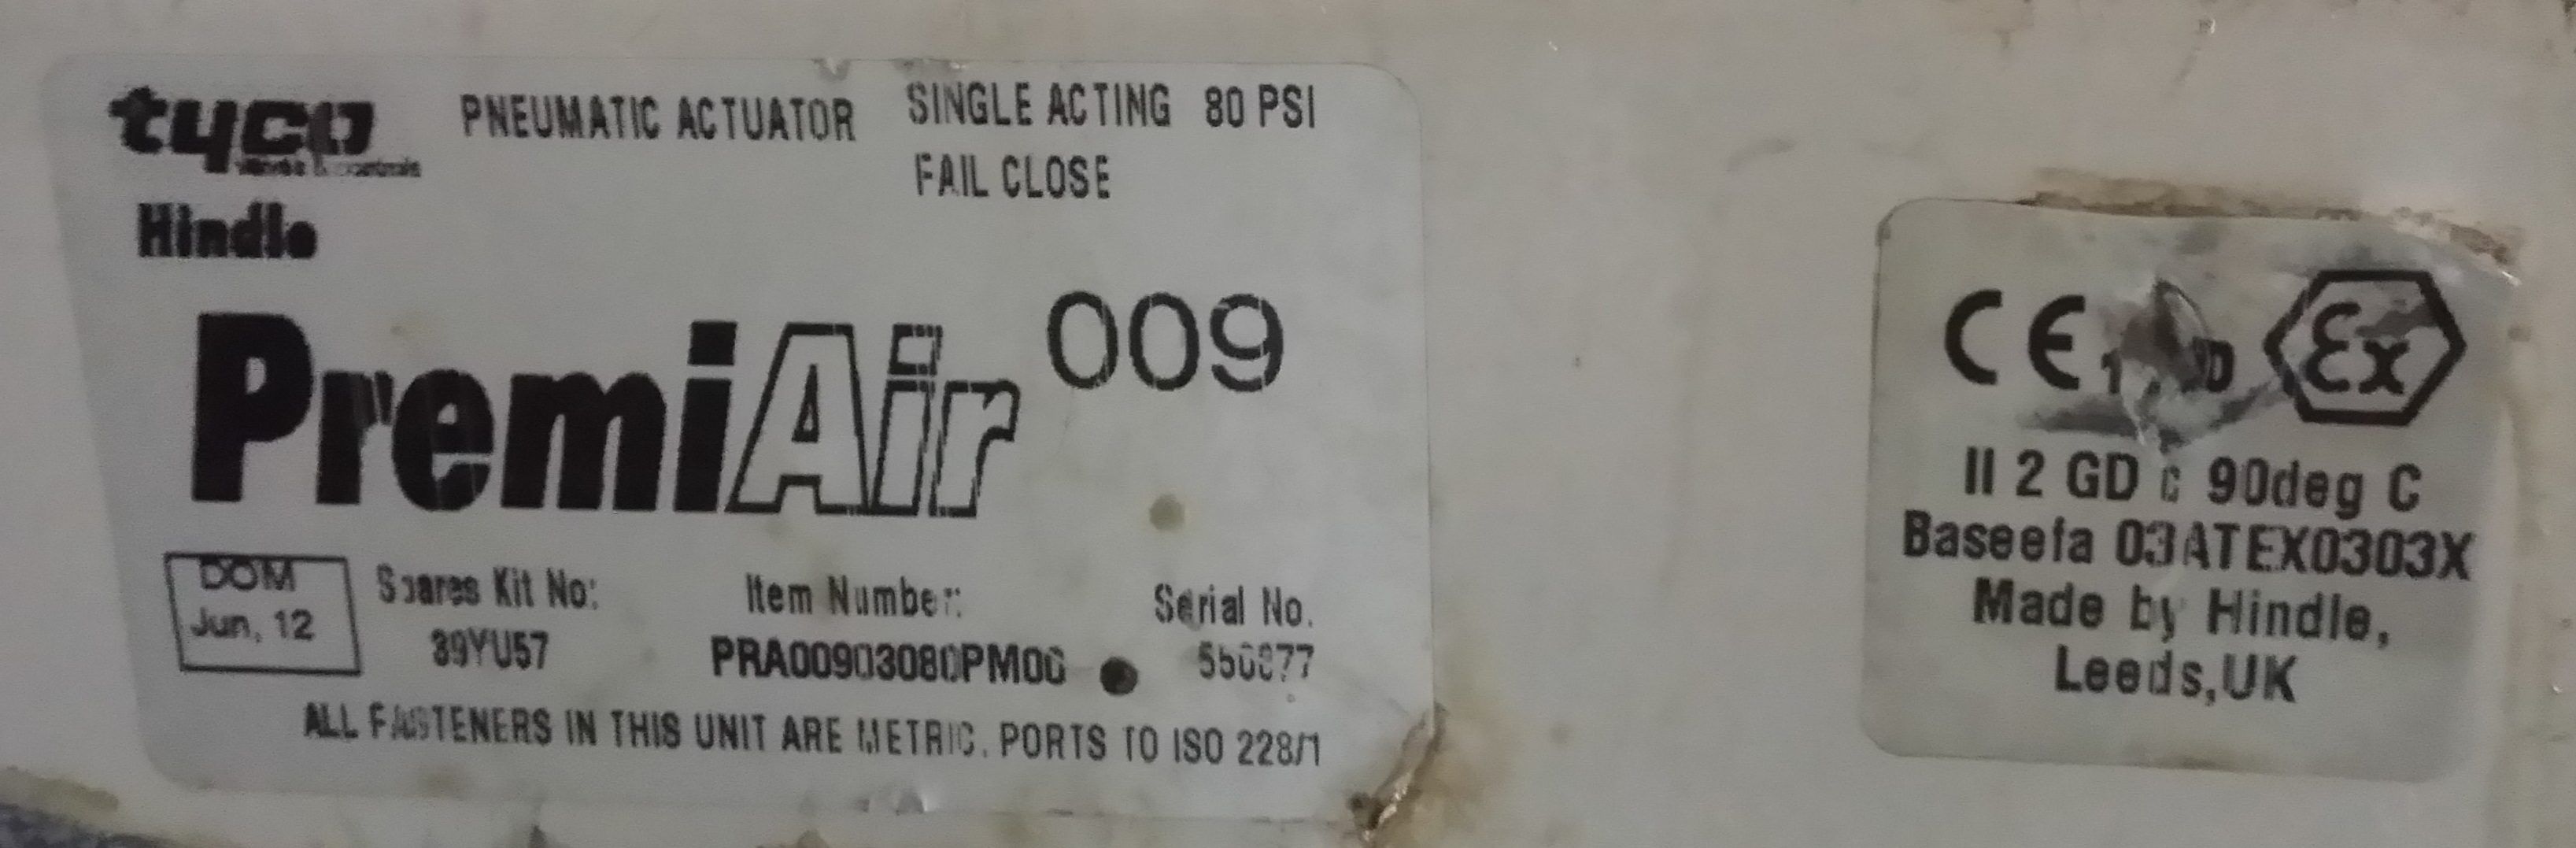 tyco
PNEUMATIC ACTUATOR SINGLE ACTING 80 PSI
FAIL CLOSE
Hindle
PremiAir 009
DOM
Jun, 12
Spares Kit No:
39YU57
Item Number:
PRA00903080PM00
Serial No.
ALL FASTENERS IN THIS UNIT ARE METRIC. PORTS TO ISO 228/1
CE
Ex
II 2 GD c 90deg C
Baseefa 03ATEX0303X
Made by Hindle,
Leeds,UK